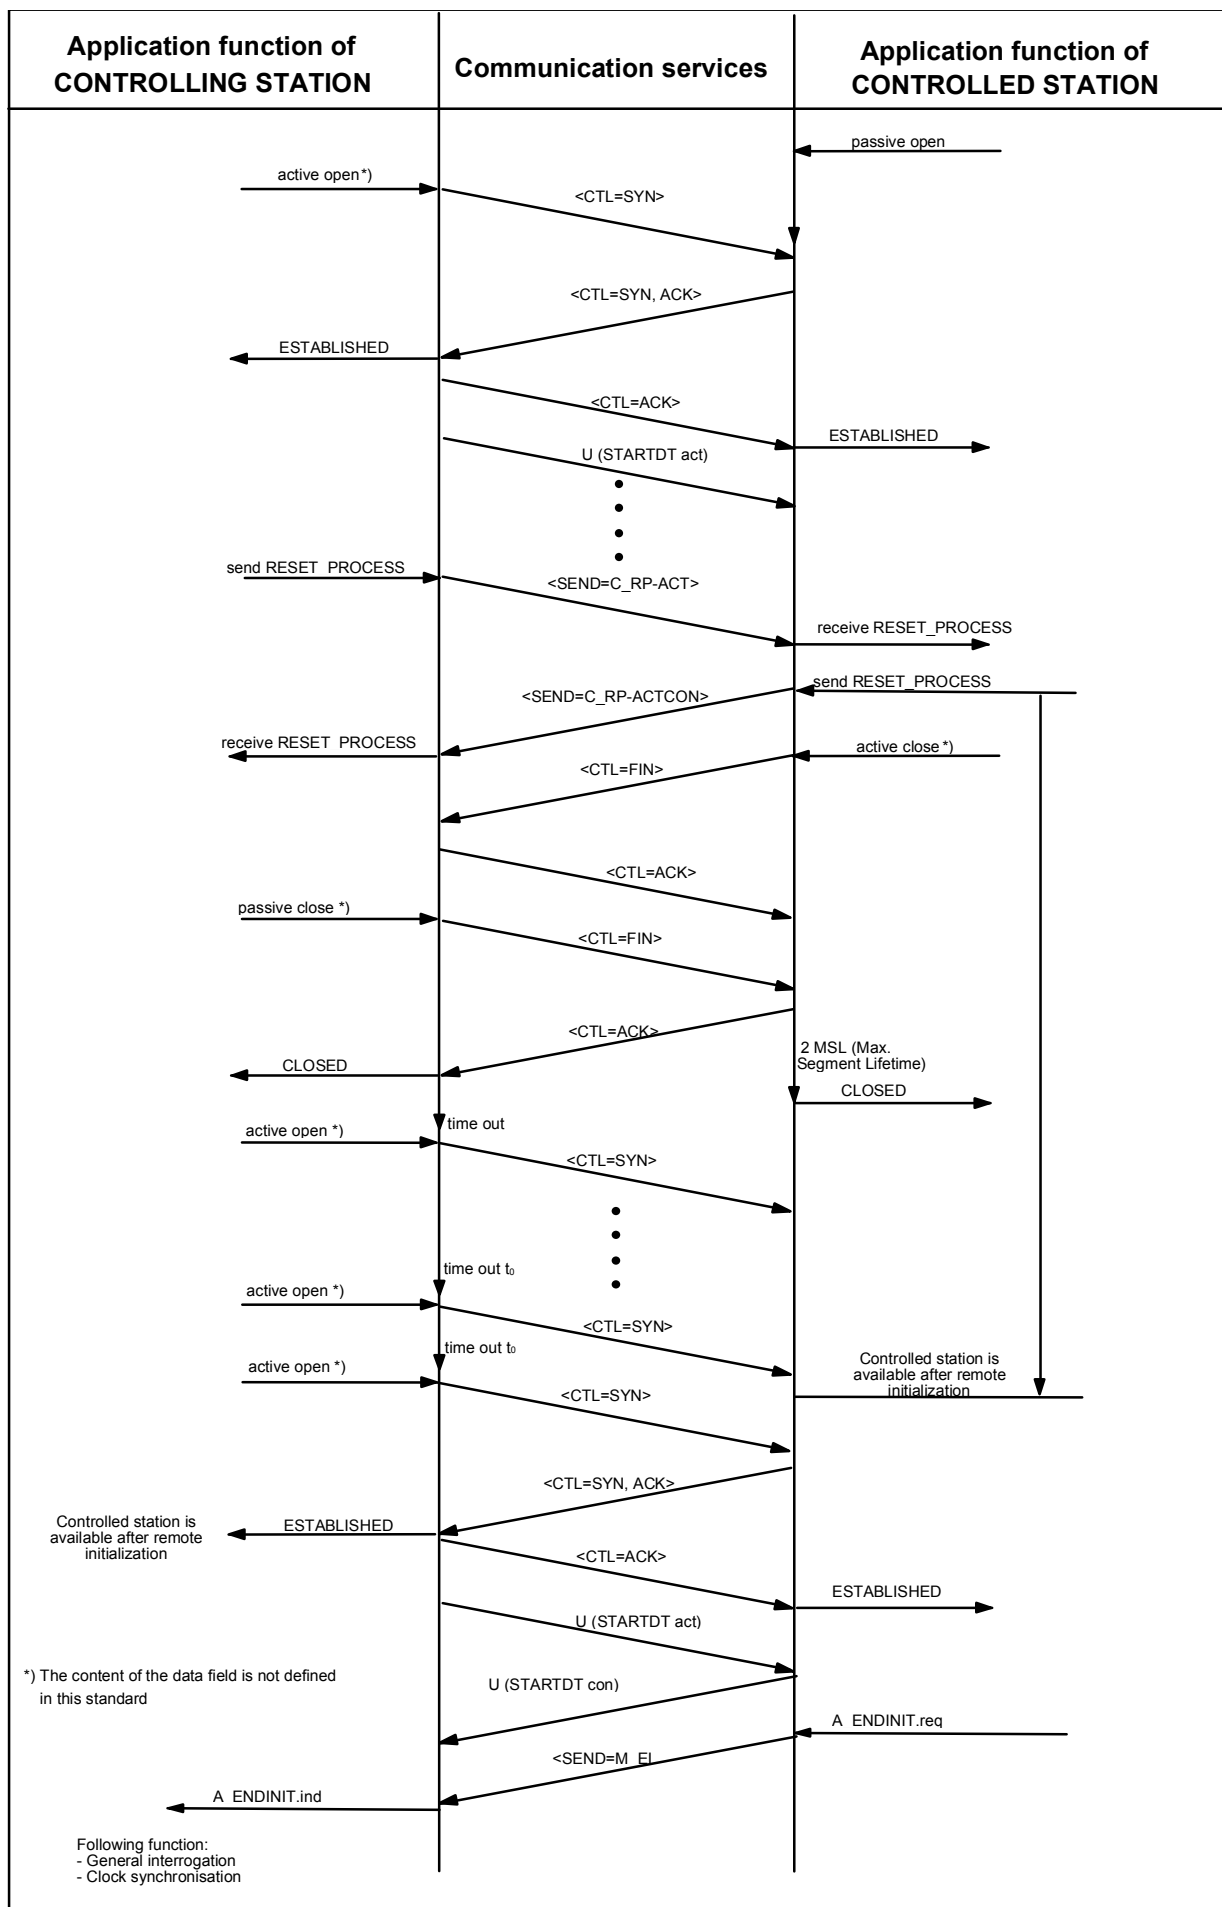 Application function of
CONTROLLING STATION
Communication services
Application function of
CONTROLLED STATION
passive open
active open *)
<CTL=SYN>
<CTL=SYN, ACK>
ESTABLISHED
<CTL=ACK>
ESTABLISHED
U (STARTDT act)
send RESET_PROCESS
<SEND=C_RP-ACT>
receive RESET_PROCESS
send RESET_PROCESS
<SEND=C_RP-ACTCON>
receive RESET_PROCESS
active close *)
<CTL=FIN>
<CTL=ACK>
passive close *)
<CTL=FIN>
<CTL=ACK>
2 MSL (Max.
Segment Lifetime)
CLOSED
CLOSED
time out
active open *)
<CTL=SYN>
time out t₀
active open *)
<CTL=SYN>
time out t₀
active open *)
Controlled station is
available after remote
initialization
<CTL=SYN>
<CTL=SYN, ACK>
Controlled station is
available after remote
initialization
ESTABLISHED
<CTL=ACK>
ESTABLISHED
U (STARTDT act)
*) The content of the data field is not defined
in this standard
U (STARTDT con)
A_ENDINIT.req
<SEND=M_EI
A_ENDINIT.ind
Following function:
- General interrogation
- Clock synchronisation